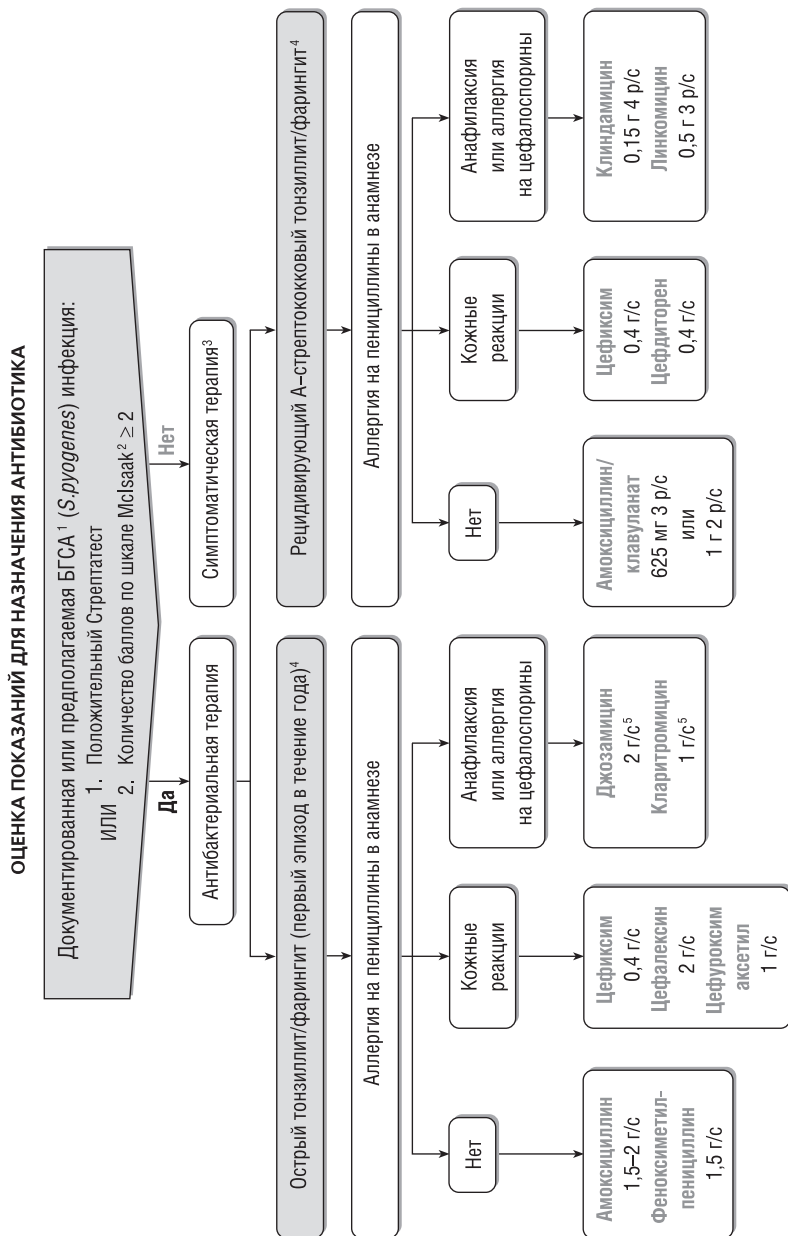 ОЦЕНКА ПОКАЗАНИЙ ДЛЯ НАЗНАЧЕНИЯ АНТИБИОТИКА
Документированная или предполагаемая БГСА¹ (S.pyogenes) инфекция:
1. Положительный Стрептатест
ИЛИ
2. Количество баллов по шкале McIsaak² ≥ 2
Да
Нет
Антибактериальная терапия
Симптоматическая терапия³
Острый тонзиллит/фарингит (первый эпизод в течение года)⁴
Аллергия на пенициллины в анамнезе
Нет
Амоксициллин
1,5–2 г/с
Феноксиметил-
пенициллин
1,5 г/с
Кожные
реакции
Цефиксим
0,4 г/с
Цефалексин
2 г/с
Цефуроксим
аксетил
1 г/с
Анафилаксия
или аллергия
на цефалоспорины
Джозамицин
2 г/с⁵
Кларитромицин
1 г/с⁵
Рецидивирующий А–стрептококковый тонзиллит/фарингит⁴
Аллергия на пенициллины в анамнезе
Нет
Амоксициллин/
клавуланат
625 мг 3 р/с
или
1 г 2 р/с
Кожные
реакции
Цефиксим
0,4 г/с
Цефдиторен
0,4 г/с
Анафилаксия
или аллергия
на цефалоспорины
Клиндамицин
0,15 г 4 р/с
Линкомицин
0,5 г 3 р/с